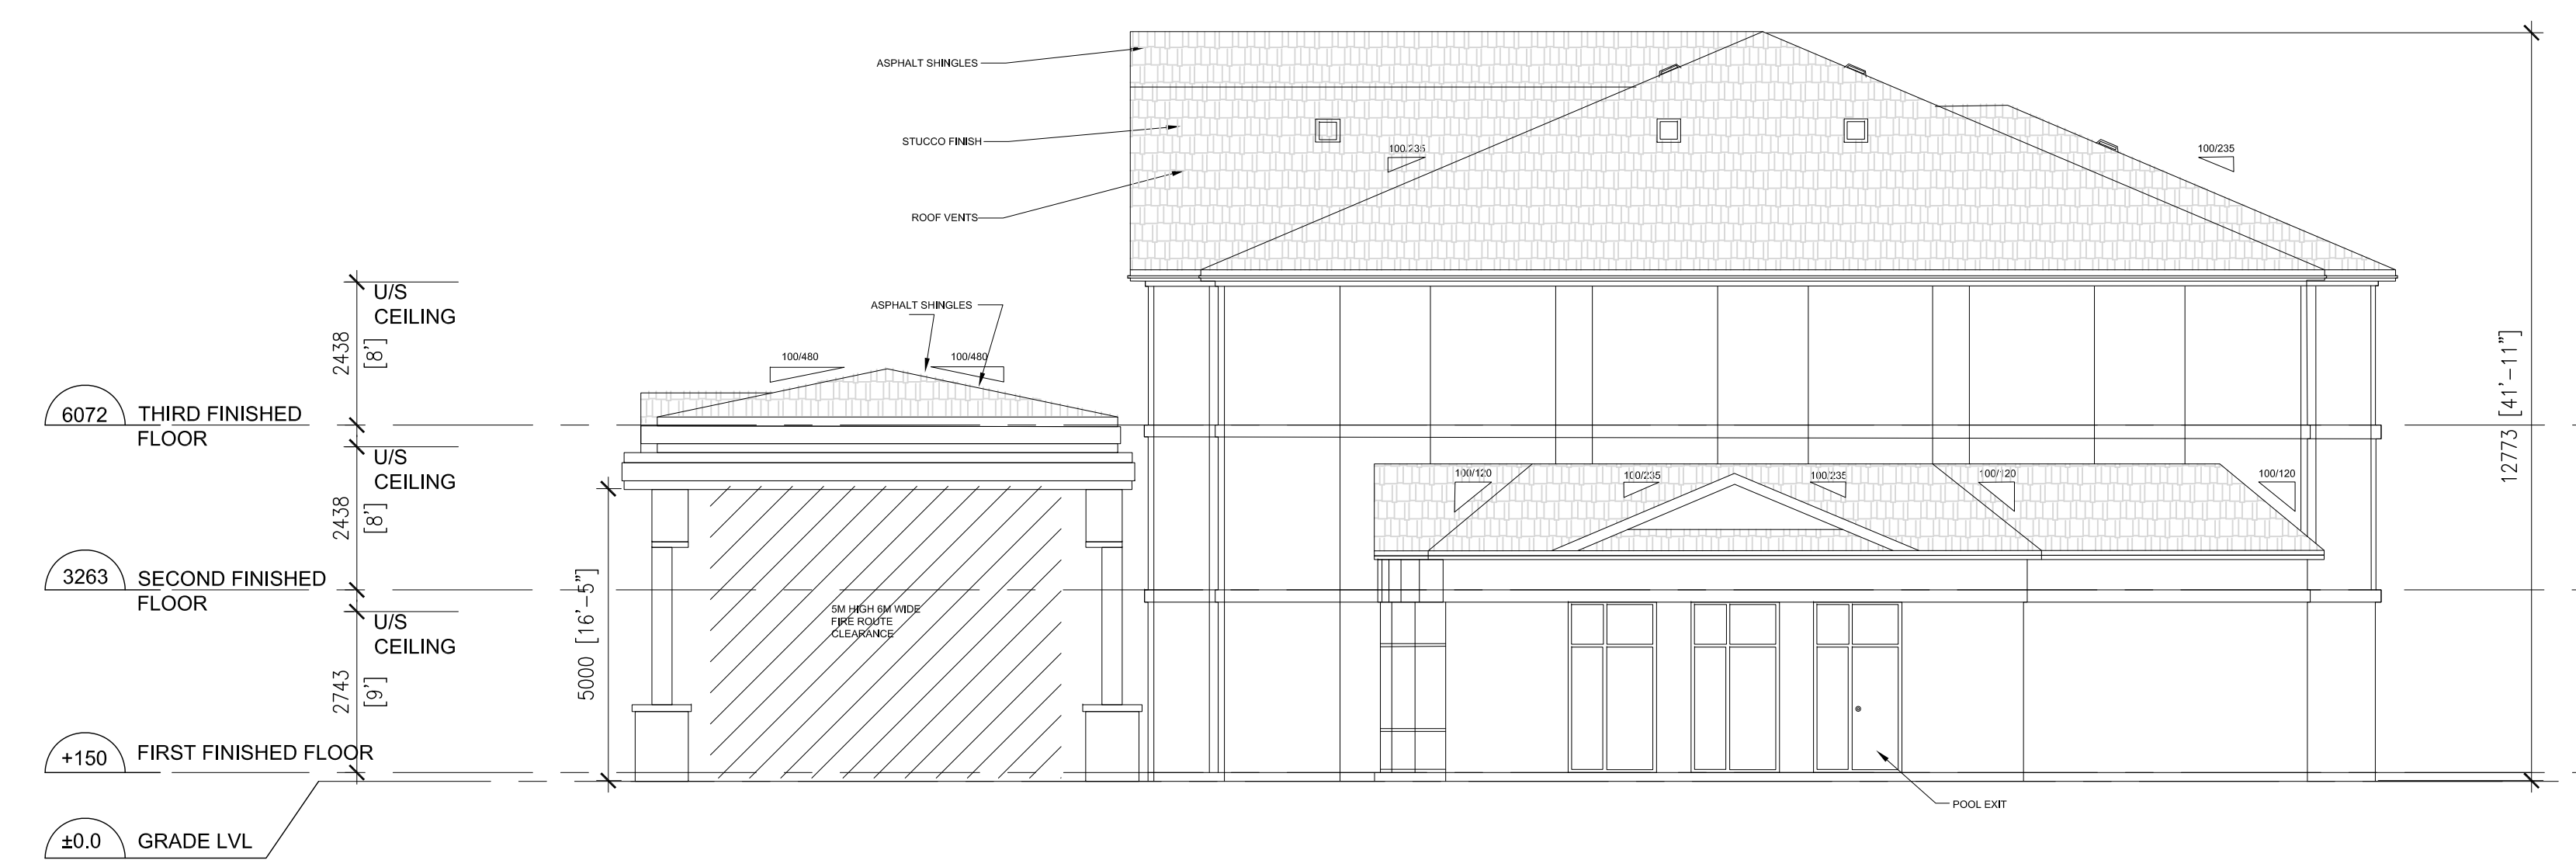 ASPHALT SHINGLES
STUCCO FINISH
100/235
100/235
ROOF VENTS
U/S
CEILING
2438
[8']
ASPHALT SHINGLES
100/480
100/480
12773 [41'-11"]
6072
THIRD FINISHED
FLOOR
U/S
CEILING
2438
[8']
100/120
100/235
100/235
100/120
100/120
3263
SECOND FINISHED
FLOOR
5000 [16'-5"]
5M HIGH 6M WIDE
FIRE ROUTE
CLEARANCE
U/S
CEILING
2743
[9']
+150
FIRST FINISHED FLOOR
POOL EXIT
±0.0
GRADE LVL